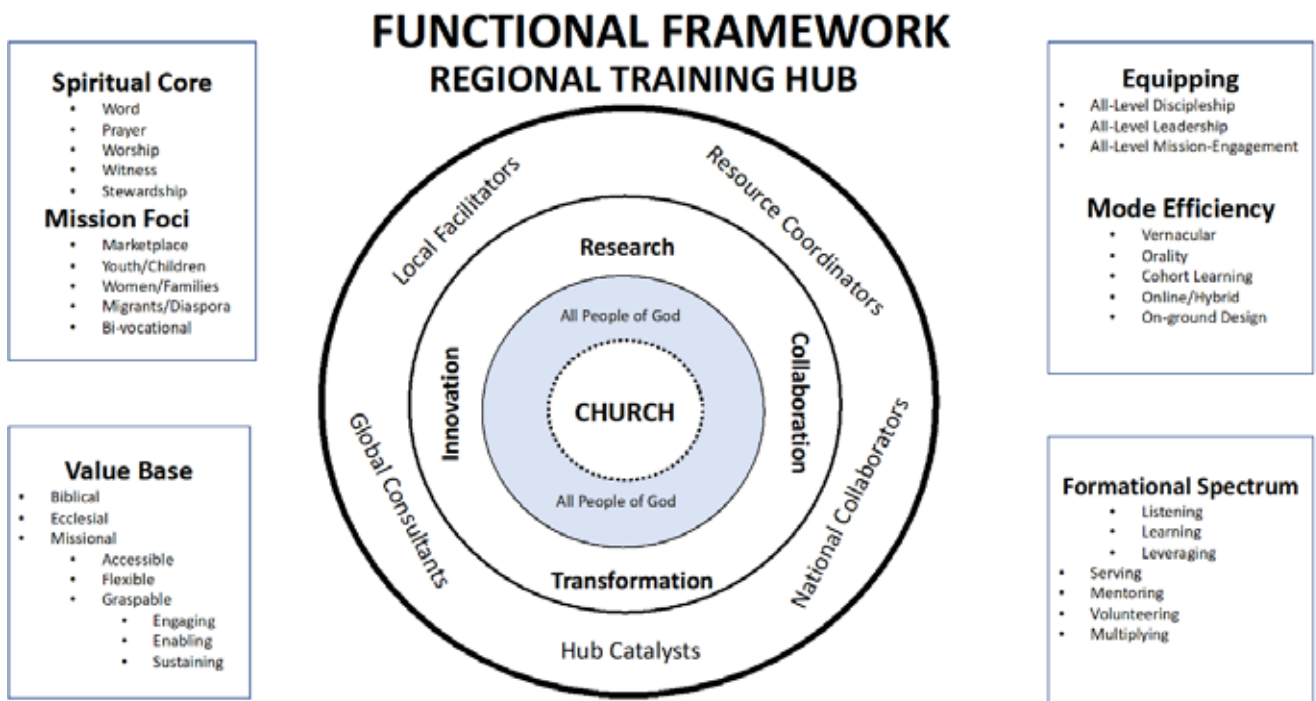 FUNCTIONAL FRAMEWORK
REGIONAL TRAINING HUB
Spiritual Core
• Word
• Prayer
• Worship
• Witness
• Stewardship
Mission Foci
• Marketplace
• Youth/Children
• Women/Families
• Migrants/Diaspora
• Bi-vocational
Value Base
• Biblical
• Ecclesial
• Missional
• Accessible
• Flexible
• Graspable
• Engaging
• Enabling
• Sustaining
Local Facilitators
Resource Coordinators
Research
All People of God
Innovation
CHURCH
Collaboration
All People of God
Global Consultants
National Collaborators
Transformation
Hub Catalysts
Equipping
• All-Level Discipleship
• All-Level Leadership
• All-Level Mission-Engagement
Mode Efficiency
• Vernacular
• Orality
• Cohort Learning
• Online/Hybrid
• On-ground Design
Formational Spectrum
• Listening
• Learning
• Leveraging
• Serving
• Mentoring
• Volunteering
• Multiplying